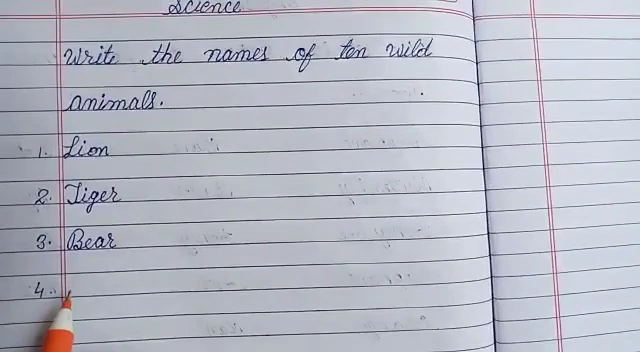 Science
Write the names of ten wild
animals.
1. Lion
2. Tiger
3. Bear
4.